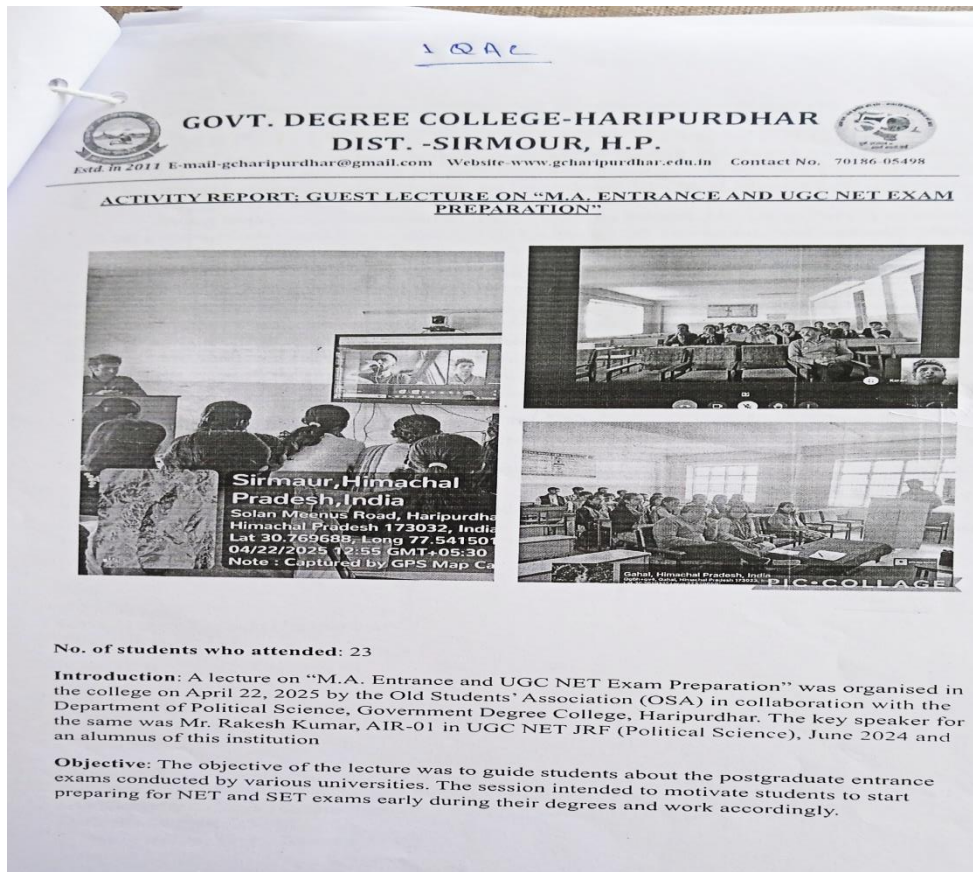 IQAC
GOVT. DEGREE COLLEGE-HARIPURDHAR
DIST. -SIRMOUR, H.P.
Estd. in 2011 E-mail-gcharipurdhar@gmail.com Website-www.gcharipurdhar.edu.in Contact No. 70186-05498
ACTIVITY REPORT: GUEST LECTURE ON “M.A. ENTRANCE AND UGC NET EXAM
PREPARATION”
Sirmaur,Himachal
Pradesh,India
Solan Meenus Road, Haripurdha
Himachal Pradesh 173032, India
Lat 30.769688, Long 77.541501
04/22/2025 12:55 GMT+05:30
Note : Captured by GPS Map Ca
Gahal, Himachal Pradesh, India
Gahal, Himachal Pradesh 173023,
PIC•COLLAGE
No. of students who attended: 23
Introduction: A lecture on “M.A. Entrance and UGC NET Exam Preparation” was organised in
the college on April 22, 2025 by the Old Students’ Association (OSA) in collaboration with the
Department of Political Science, Government Degree College, Haripurdhar. The key speaker for
the same was Mr. Rakesh Kumar, AIR-01 in UGC NET JRF (Political Science), June 2024 and
an alumnus of this institution
Objective: The objective of the lecture was to guide students about the postgraduate entrance
exams conducted by various universities. The session intended to motivate students to start
preparing for NET and SET exams early during their degrees and work accordingly.